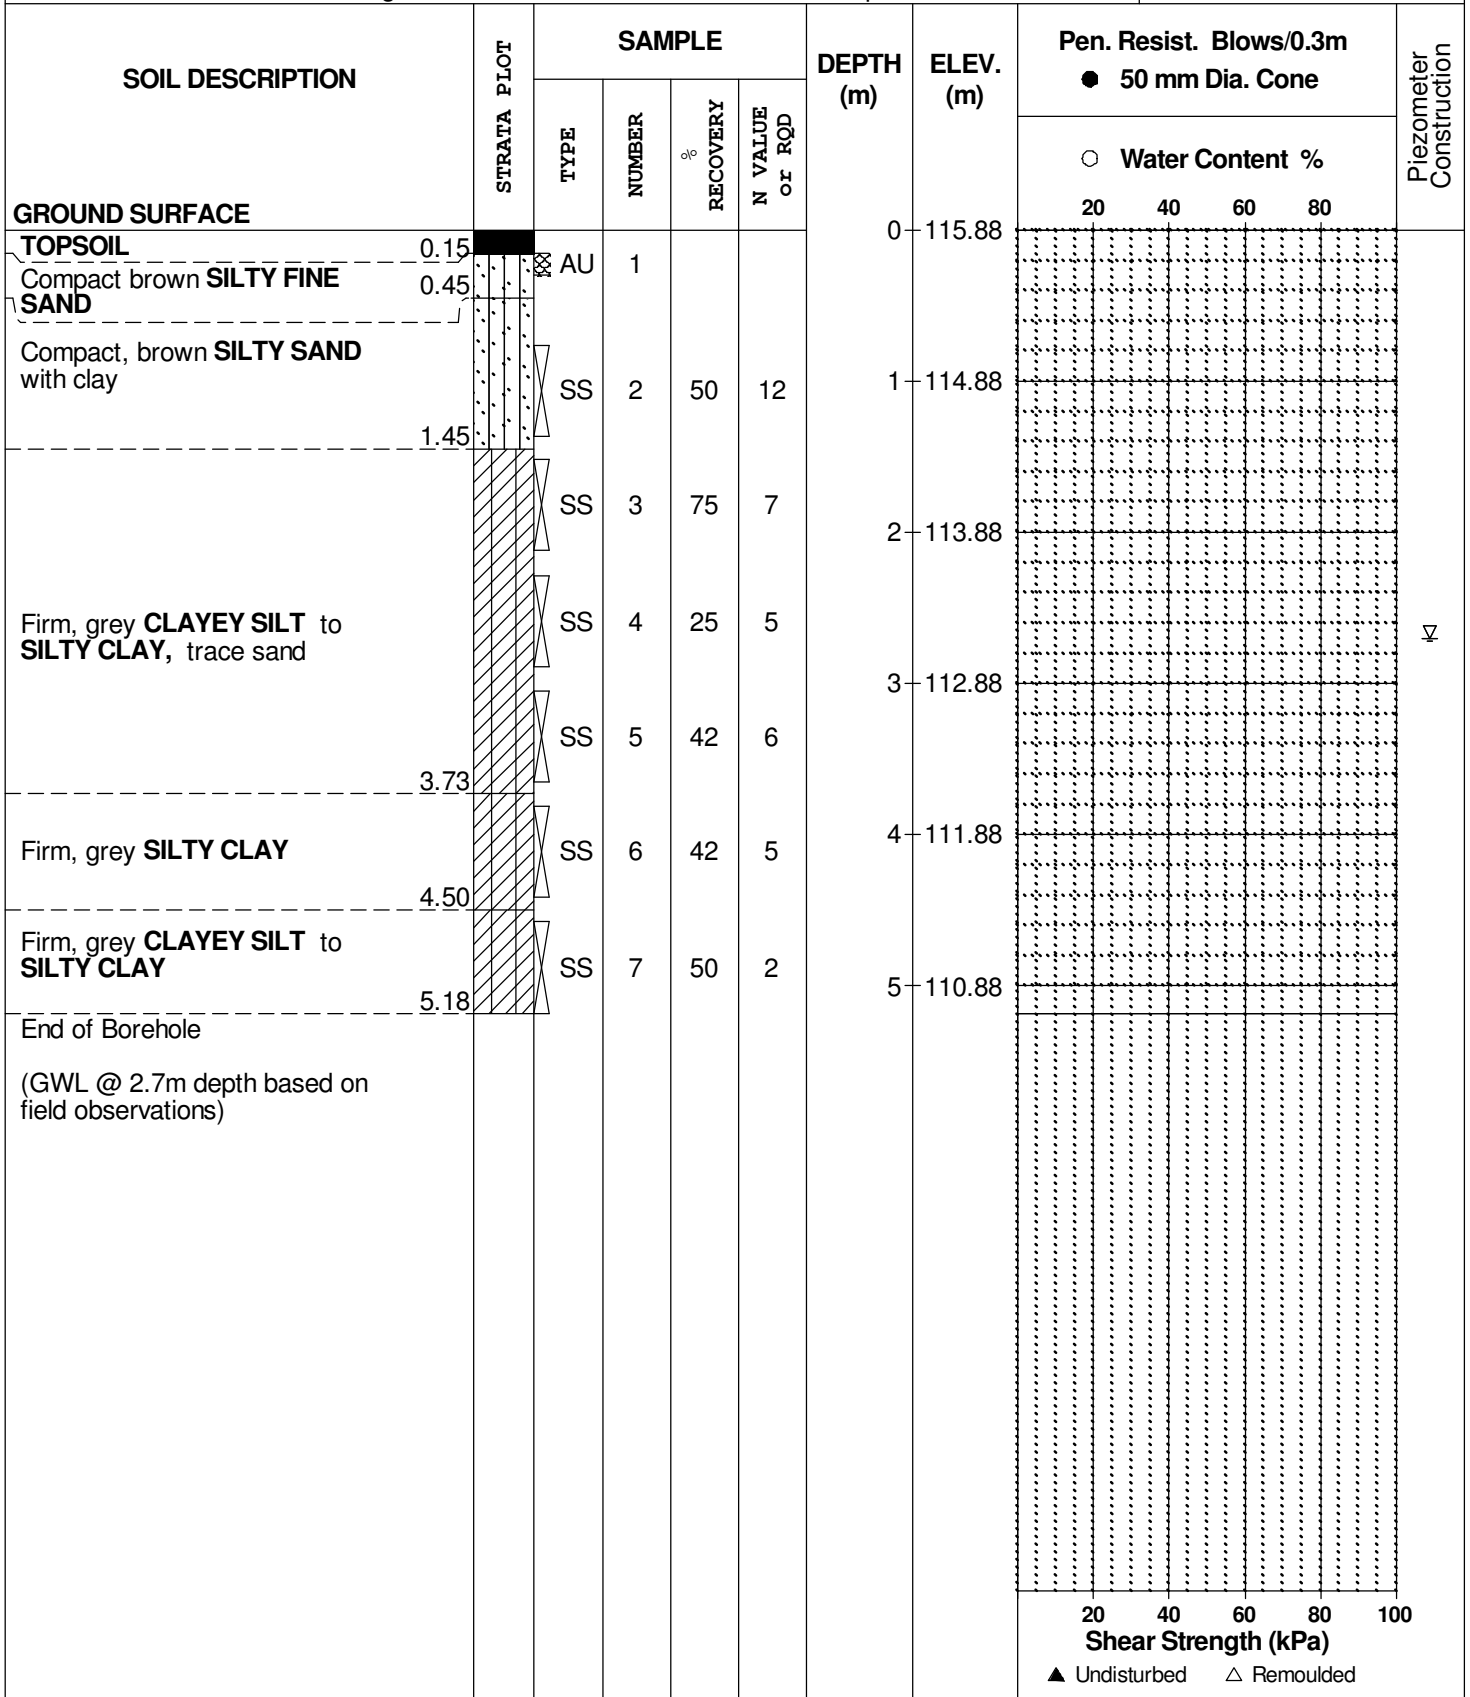 SOIL DESCRIPTION
STRATA PLOT
SAMPLE
TYPE
NUMBER
% RECOVERY
N VALUE or RQD
DEPTH (m)
ELEV. (m)
Pen. Resist. Blows/0.3m
● 50 mm Dia. Cone
○ Water Content %
Piezometer Construction
20 40 60 80
GROUND SURFACE
0 115.88
TOPSOIL 0.15
AU 1
Compact brown SILTY FINE
SAND 0.45
Compact, brown SILTY SAND
with clay
SS 2 50 12
1 114.88
1.45
SS 3 75 7
2 113.88
Firm, grey CLAYEY SILT to
SILTY CLAY, trace sand
SS 4 25 5
3 112.88
SS 5 42 6
3.73
4 111.88
Firm, grey SILTY CLAY
SS 6 42 5
4.50
Firm, grey CLAYEY SILT to
SILTY CLAY
SS 7 50 2
5 110.88
5.18
End of Borehole
(GWL @ 2.7m depth based on
field observations)
20 40 60 80 100
Shear Strength (kPa)
▲ Undisturbed △ Remoulded